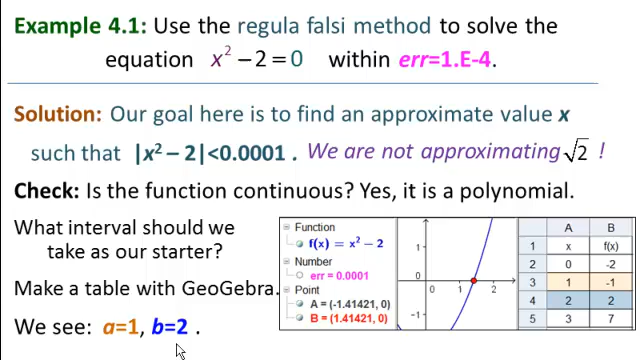 Example 4.1: Use the regula falsi method to solve the
equation x² – 2 = 0 within err=1.E-4.
Solution: Our goal here is to find an approximate value x
such that |x² – 2|<0.0001 . We are not approximating √2 !
Check: Is the function continuous? Yes, it is a polynomial.
What interval should we
take as our starter?
Make a table with GeoGebra.
We see: a=1, b=2 .
Function
f(x) = x² − 2
Number
err = 0.0001
Point
A = (-1.41421, 0)
B = (1.41421, 0)
1
0
0 1 2
-1
A B
1 x f(x)
2 0 -2
3 1 -1
4 2 2
5 3 7